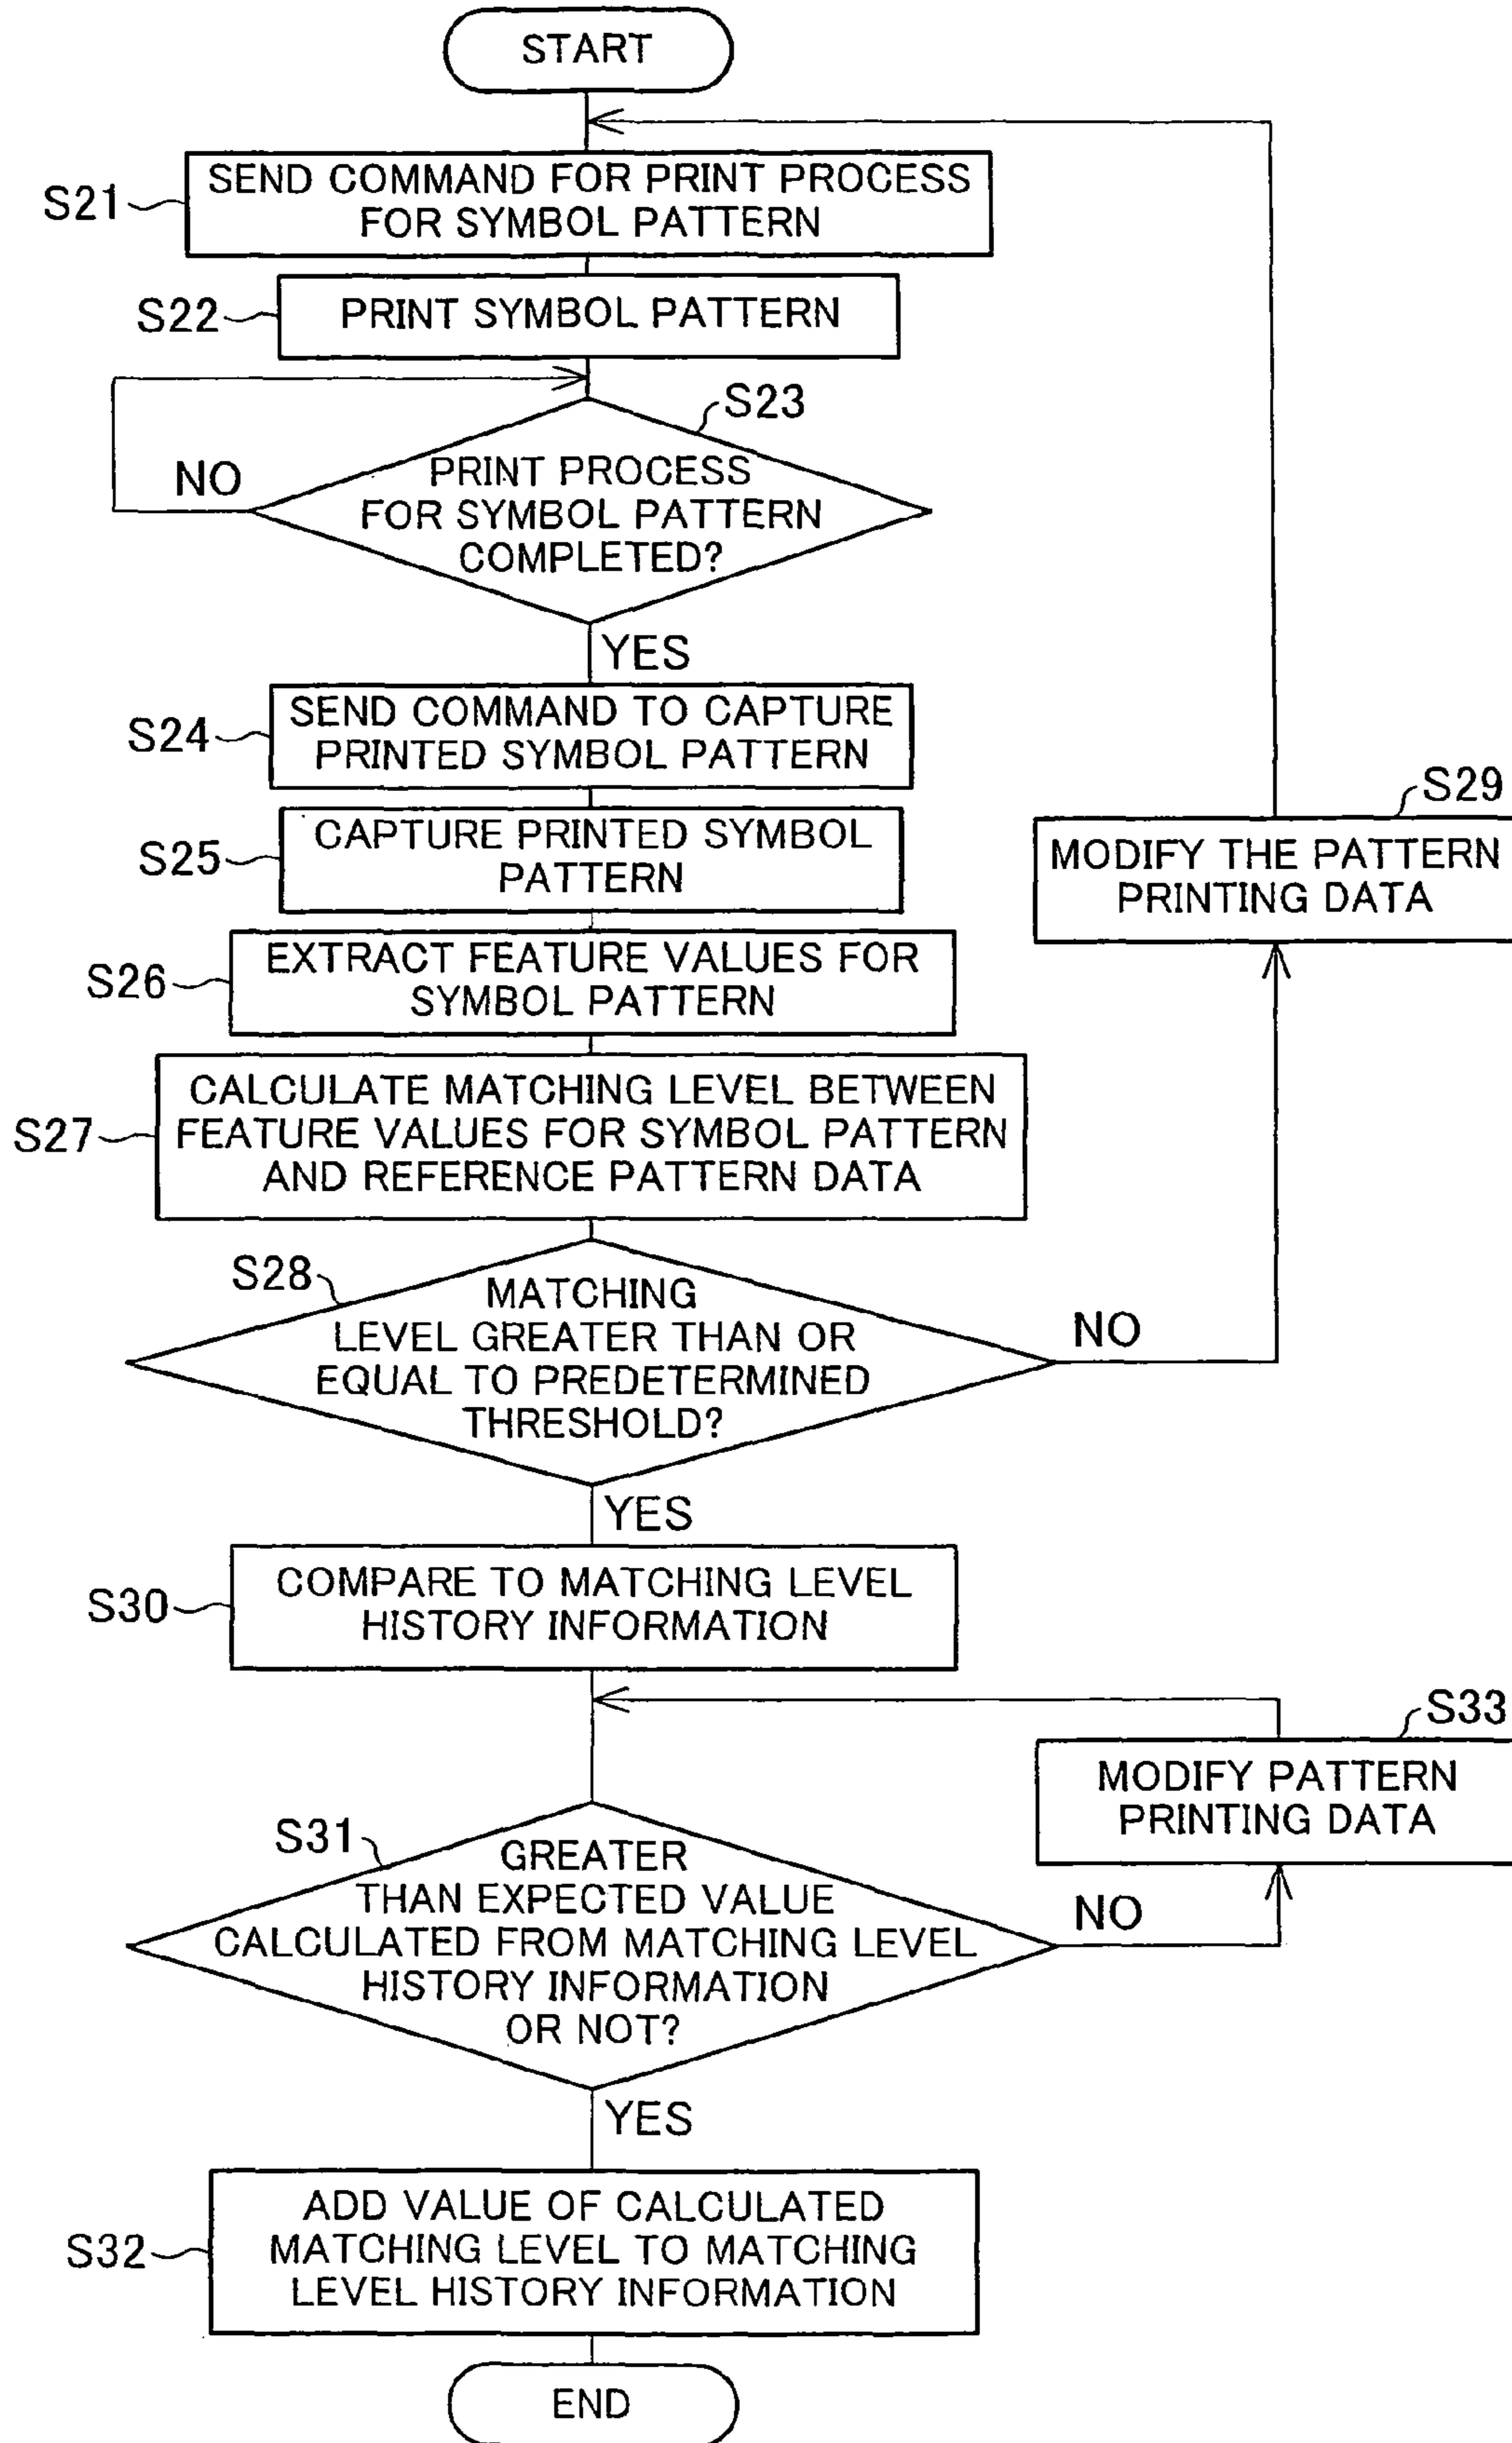 START
S21
SEND COMMAND FOR PRINT PROCESS
FOR SYMBOL PATTERN
S22
PRINT SYMBOL PATTERN
S23
NO
PRINT PROCESS
FOR SYMBOL PATTERN
COMPLETED?
YES
S24
SEND COMMAND TO CAPTURE
PRINTED SYMBOL PATTERN
S25
CAPTURE PRINTED SYMBOL
PATTERN
S29
MODIFY THE PATTERN
PRINTING DATA
S26
EXTRACT FEATURE VALUES FOR
SYMBOL PATTERN
S27
CALCULATE MATCHING LEVEL BETWEEN
FEATURE VALUES FOR SYMBOL PATTERN
AND REFERENCE PATTERN DATA
S28
MATCHING
LEVEL GREATER THAN OR
EQUAL TO PREDETERMINED
THRESHOLD?
NO
YES
S30
COMPARE TO MATCHING LEVEL
HISTORY INFORMATION
S33
MODIFY PATTERN
PRINTING DATA
S31
GREATER
THAN EXPECTED VALUE
CALCULATED FROM MATCHING LEVEL
HISTORY INFORMATION
OR NOT?
NO
YES
S32
ADD VALUE OF CALCULATED
MATCHING LEVEL TO MATCHING
LEVEL HISTORY INFORMATION
END